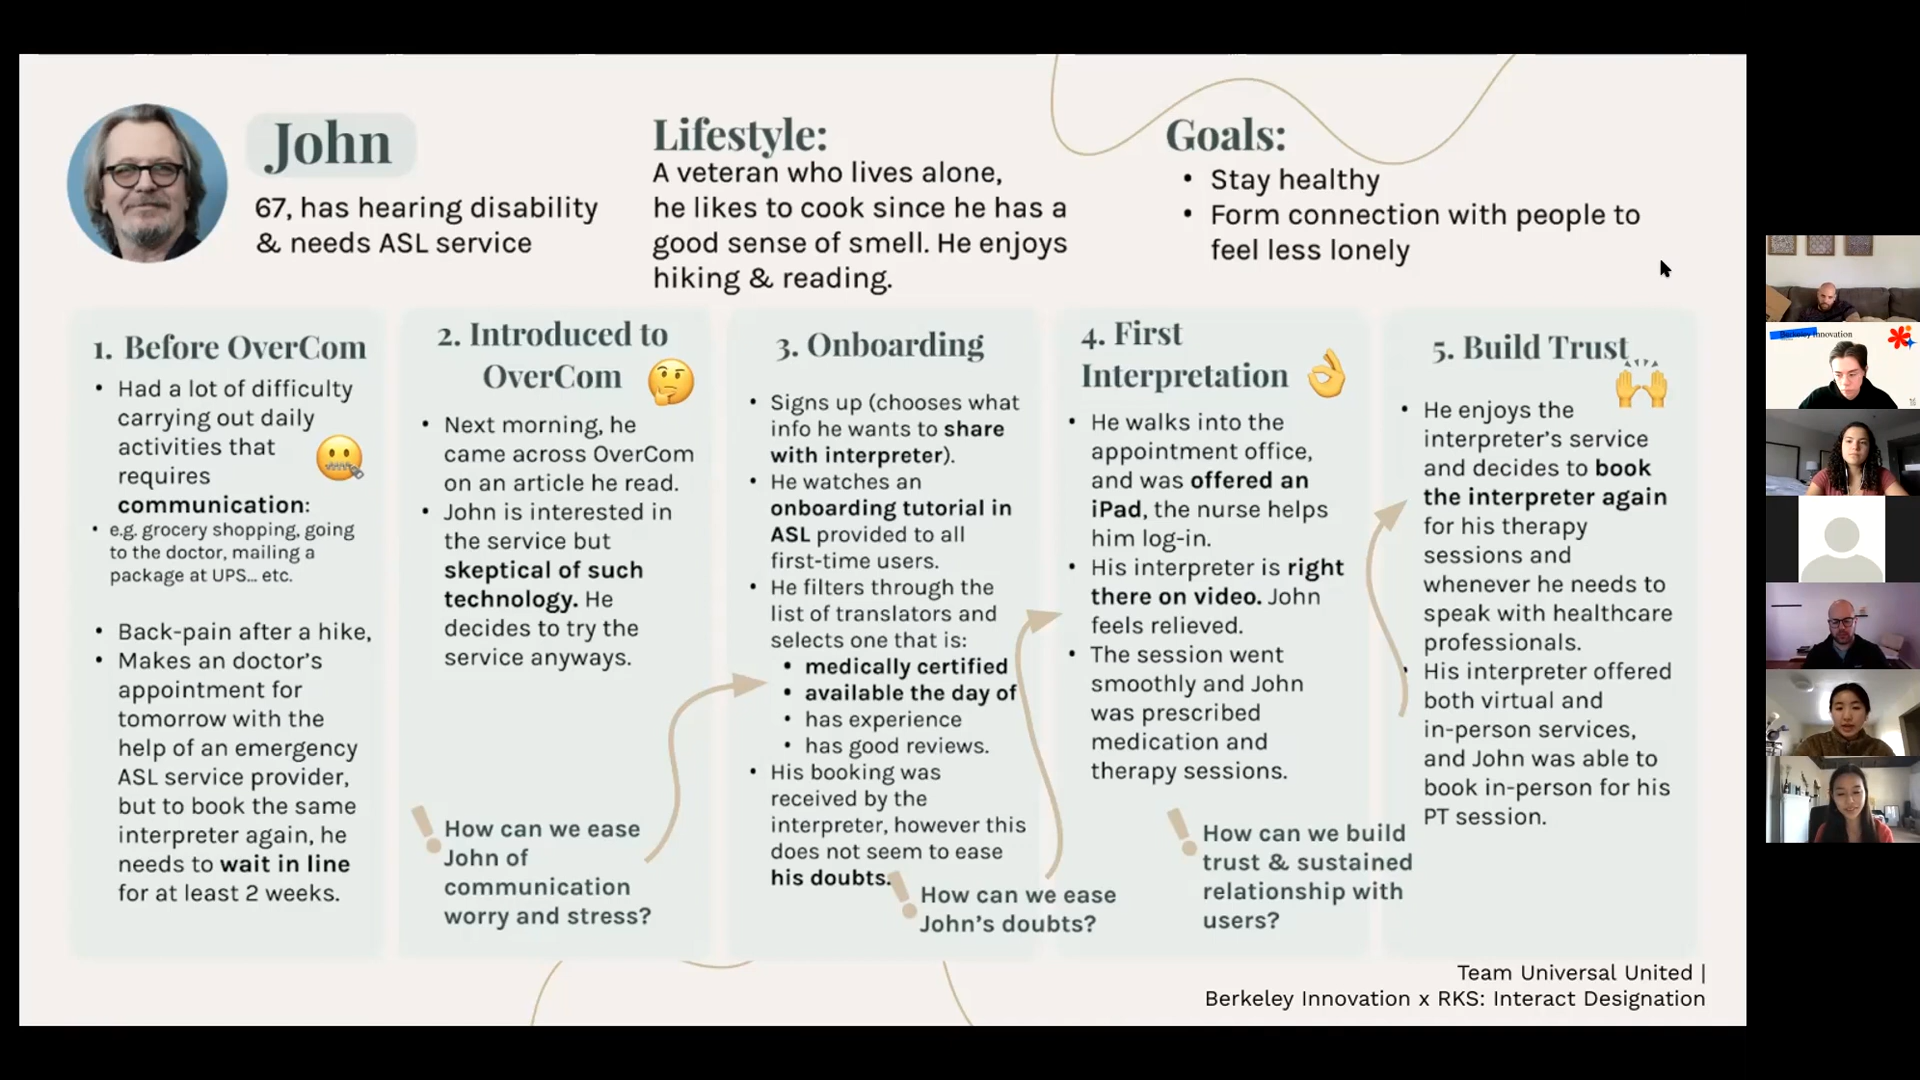 John
67, has hearing disability
& needs ASL service
Lifestyle:
A veteran who lives alone,
he likes to cook since he has a
good sense of smell. He enjoys
hiking & reading.
Goals:
• Stay healthy
• Form connection with people to
feel less lonely
1. Before OverCom
• Had a lot of difficulty
carrying out daily
activities that
requires
communication:
• e.g. grocery shopping, going
to the doctor, mailing a
package at UPS... etc.
• Back-pain after a hike,
• Makes an doctor's
appointment for
tomorrow with the
help of an emergency
ASL service provider,
but to book the same
interpreter again, he
needs to wait in line
for at least 2 weeks.
2. Introduced to
OverCom
• Next morning, he
came across OverCom
on an article he read.
• John is interested in
the service but
skeptical of such
technology. He
decides to try the
service anyways.
How can we ease
John of
communication
worry and stress?
3. Onboarding
• Signs up (chooses what
info he wants to share
with interpreter).
• He watches an
onboarding tutorial in
ASL provided to all
first-time users.
• He filters through the
list of translators and
selects one that is:
• medically certified
• available the day of
• has experience
• has good reviews.
• His booking was
received by the
interpreter, however this
does not seem to ease
his doubts.
How can we ease
John's doubts?
4. First
Interpretation
• He walks into the
appointment office,
and was offered an
iPad, the nurse helps
him log-in.
• His interpreter is right
there on video. John
feels relieved.
• The session went
smoothly and John
was prescribed
medication and
therapy sessions.
How can we build
trust & sustained
relationship with
users?
5. Build Trust
• He enjoys the
interpreter's service
and decides to book
the interpreter again
for his therapy
sessions and
whenever he needs to
speak with healthcare
professionals.
• His interpreter offered
both virtual and
in-person services,
and John was able to
book in-person for his
PT session.
Team Universal United |
Berkeley Innovation x RKS: Interact Designation
Berkeley Innovation